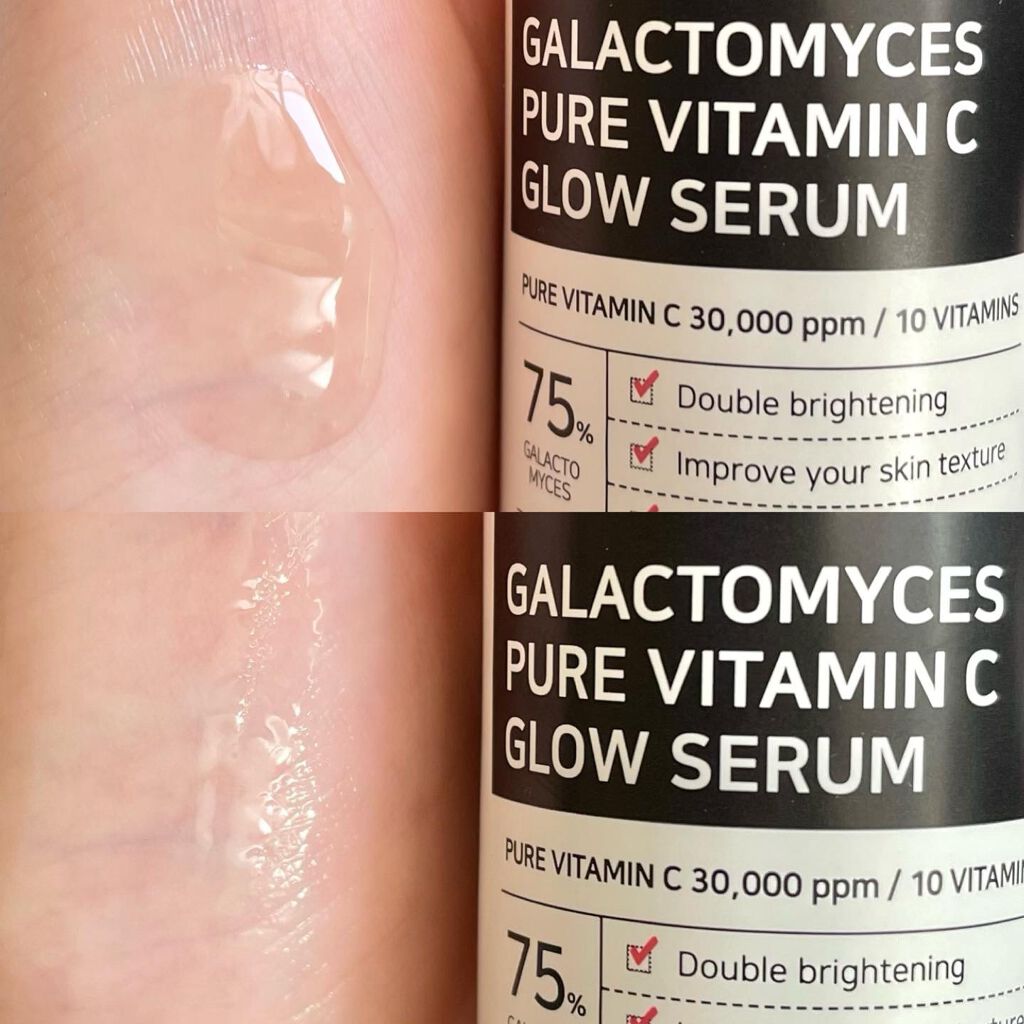 GALACTOMYCES
PURE VITAMIN C
GLOW SERUM
PURE VITAMIN C 30,000 ppm / 10 VITAMINS
75%
GALACTO
MYCES
Double brightening
Improve your skin texture
GALACTOMYCES
PURE VITAMIN C
GLOW SERUM
PURE VITAMIN C 30,000 ppm / 10 VITAMI
75%
Double brightening